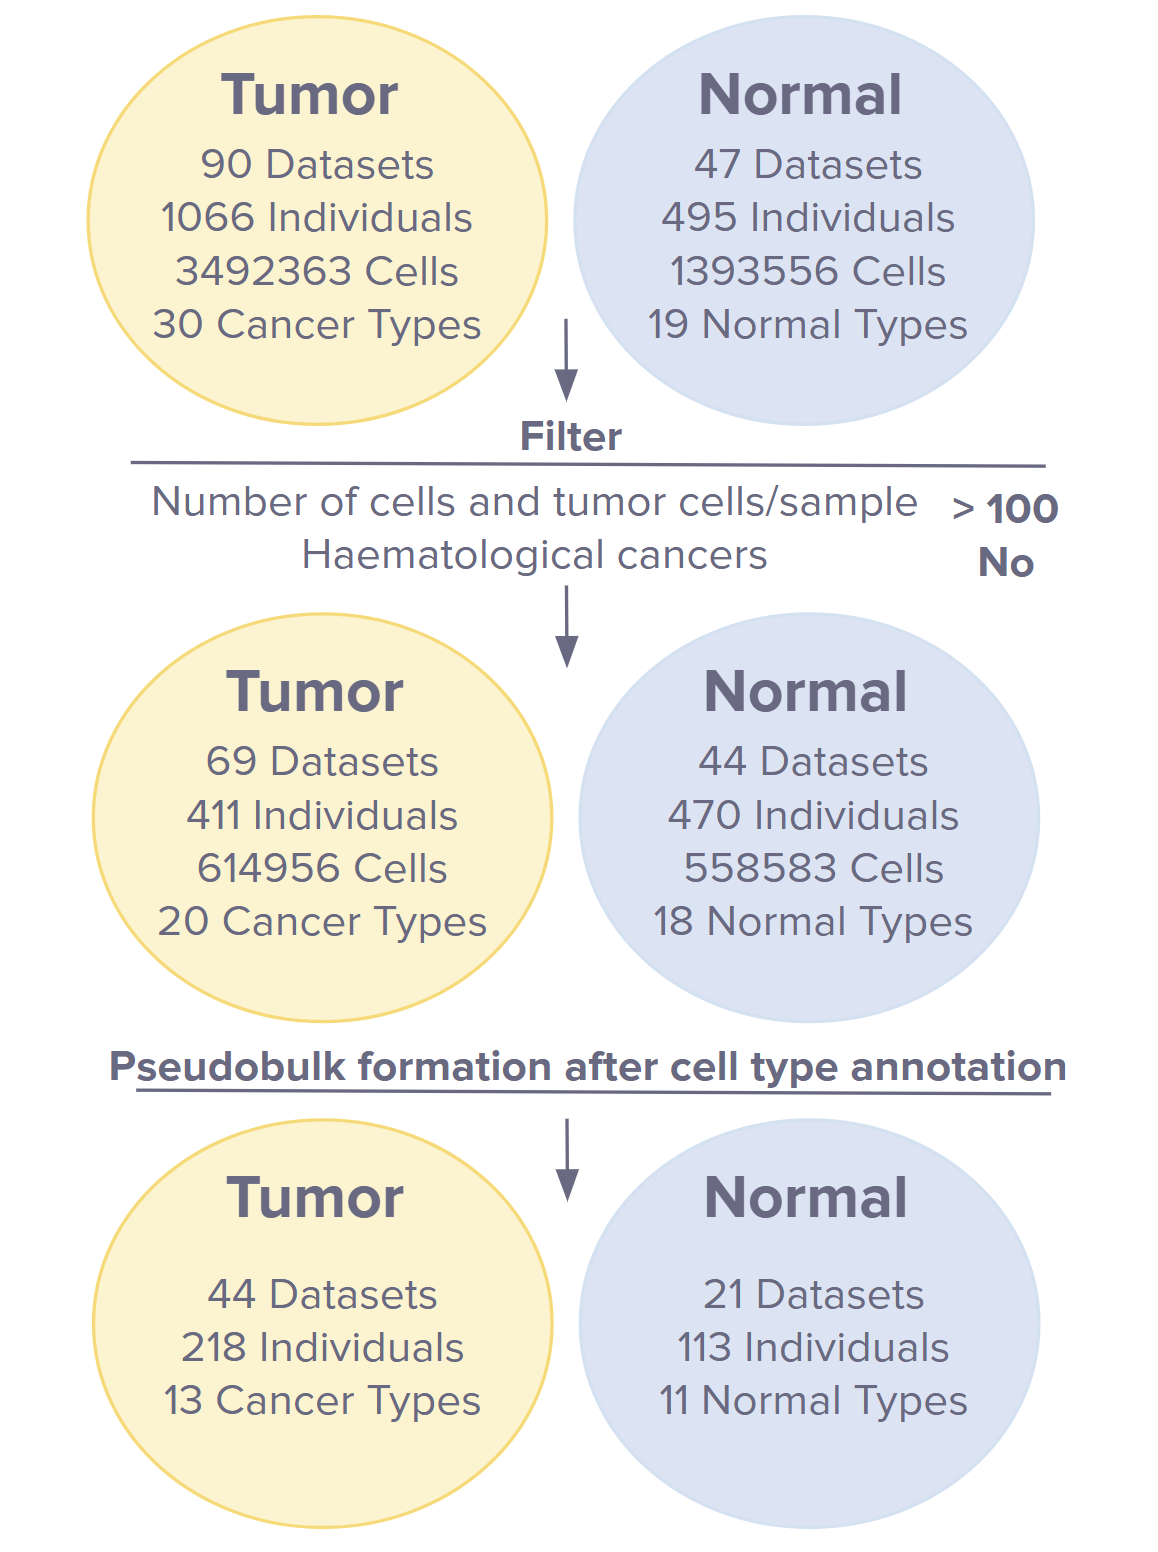 Tumor
90 Datasets
1066 Individuals
3492363 Cells
30 Cancer Types
Normal
47 Datasets
495 Individuals
1393556 Cells
19 Normal Types
Filter
Number of cells and tumor cells/sample > 100
Haematological cancers No
Tumor
69 Datasets
411 Individuals
614956 Cells
20 Cancer Types
Normal
44 Datasets
470 Individuals
558583 Cells
18 Normal Types
Pseudobulk formation after cell type annotation
Tumor
44 Datasets
218 Individuals
13 Cancer Types
Normal
21 Datasets
113 Individuals
11 Normal Types